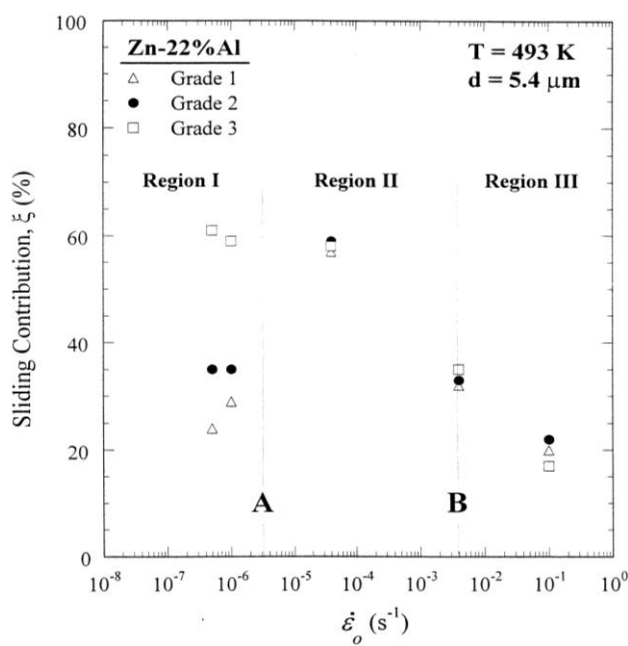 100
80
60
40
20
0
Sliding Contribution, ξ (%)
Zn-22%Al
Grade 1
Grade 2
Grade 3
T = 493 K
d = 5.4 μm
Region I
Region II
Region III
A
B
10⁻⁸
10⁻⁷
10⁻⁶
10⁻⁵
10⁻⁴
10⁻³
10⁻²
10⁻¹
10⁰
ε̇ₒ (s⁻¹)